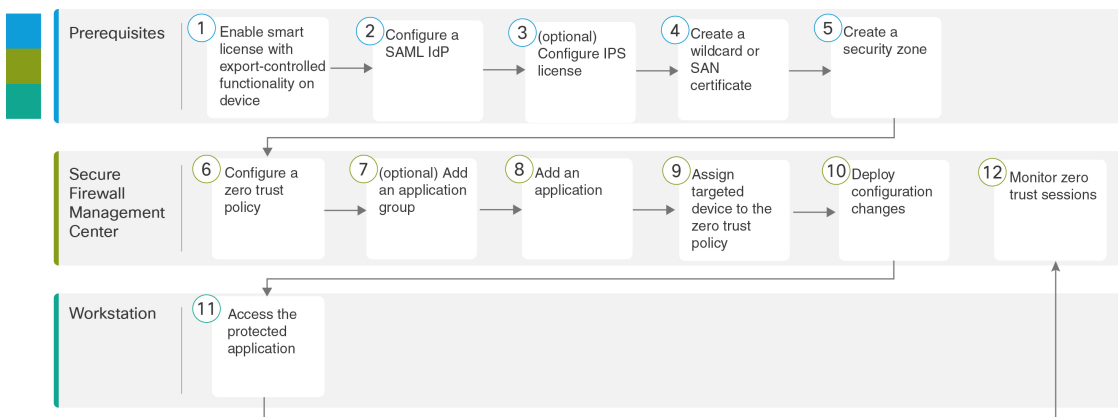 Prerequisites
1
Enable smart
license with
export-controlled
functionality on
device
2
Configure a
SAML IdP
3
(optional)
Configure IPS
license
4
Create a
wildcard or
SAN
certificate
5
Create a
security zone
Secure
Firewall
Management
Center
6
Configure a
zero trust
policy
7
(optional) Add
an application
group
8
Add an
application
9
Assign
targeted
device to the
zero trust
policy
10
Deploy
configuration
changes
12
Monitor zero
trust sessions
Workstation
11
Access the
protected
application